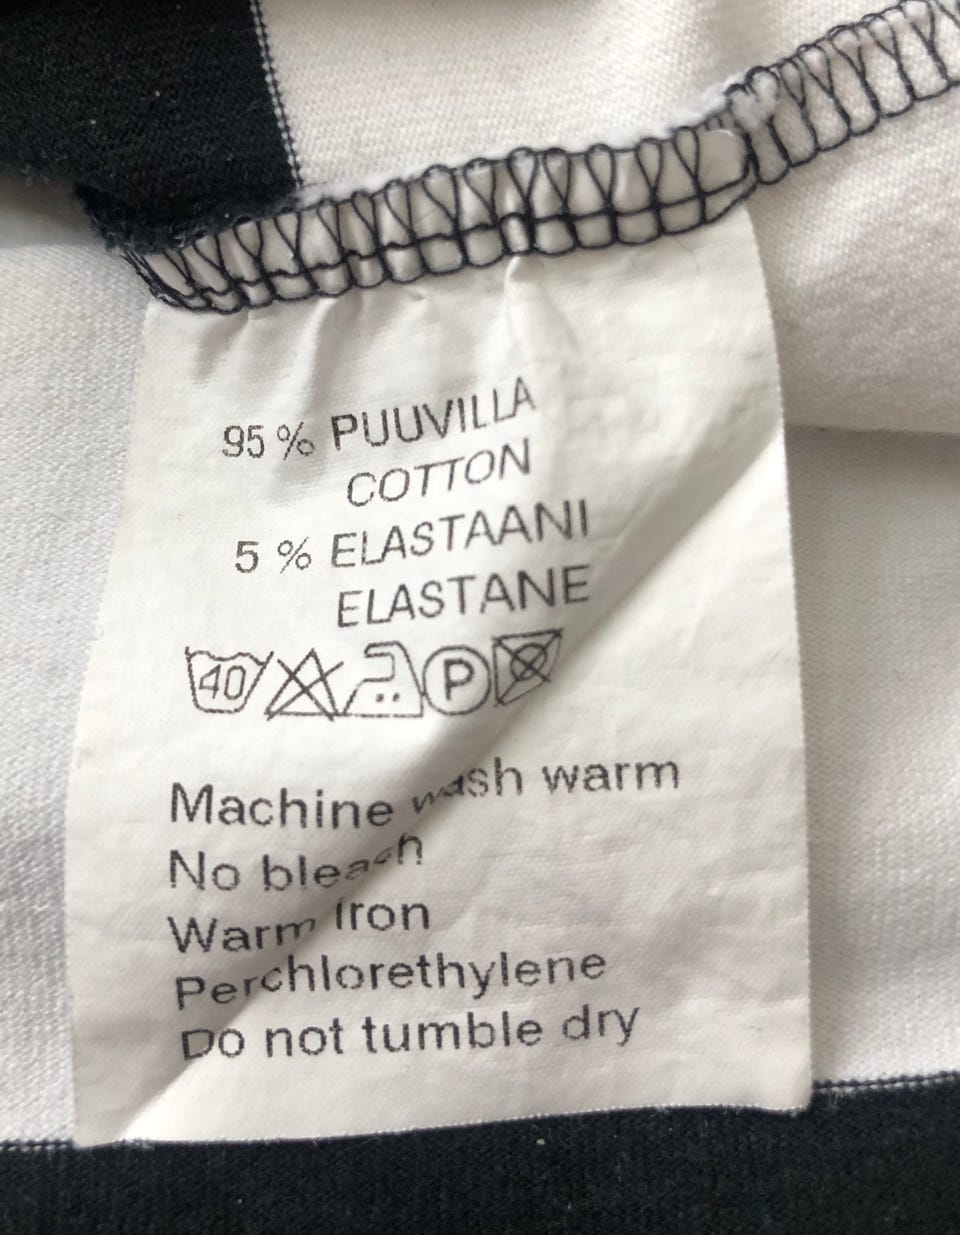 95 % PUUVILLA
COTTON
5 % ELASTAANI
ELASTANE
40 P
Machine wash warm
No bleach
Warm iron
Perchlorethylene
Do not tumble dry